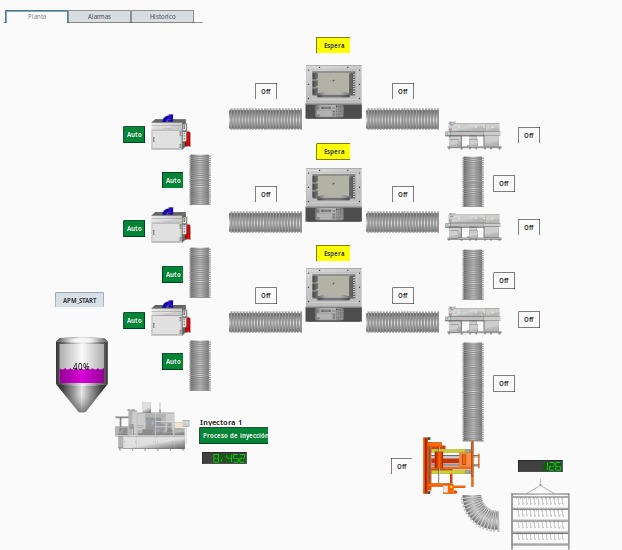 Planta
Alarmas
Historico
Espera
Off
Off
Auto
Off
Espera
Auto
Off
Off
Off
Auto
Off
Espera
Auto
Off
Off
Off
APM_START
Auto
Off
40%
Auto
Off
Inyectora 1
Proceso de inyección
8.452
Off
126